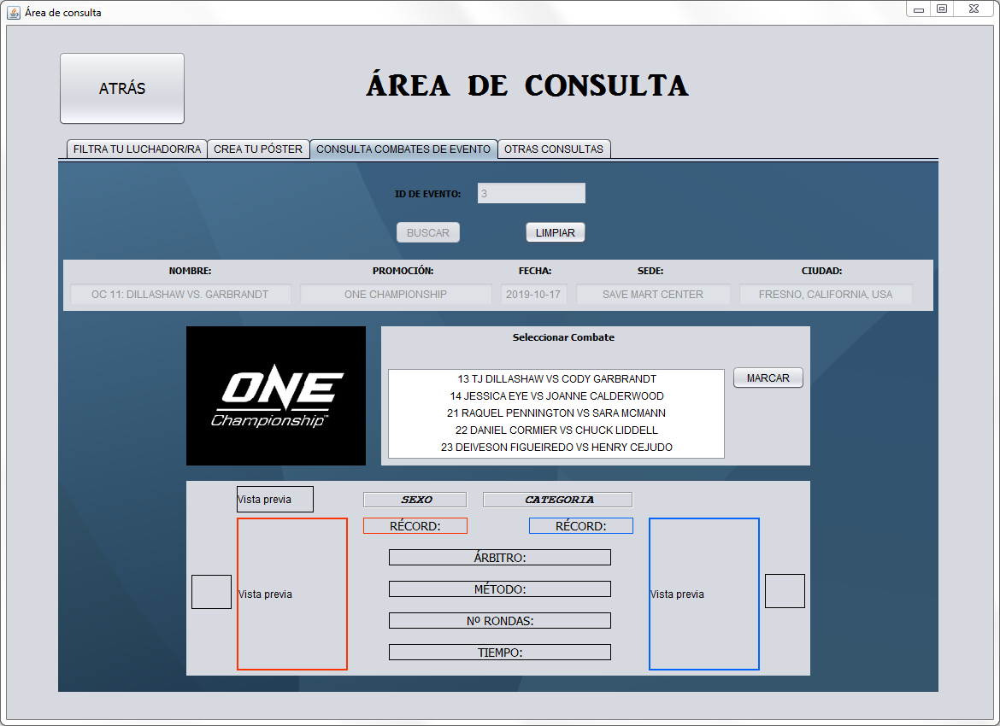 Área de consulta
ATRÁS
ÁREA DE CONSULTA
FILTRA TU LUCHADOR/RA
CREA TU PÓSTER
CONSULTA COMBATES DE EVENTO
OTRAS CONSULTAS
ID DE EVENTO: 3
BUSCAR
LIMPIAR
NOMBRE: PROMOCIÓN: FECHA: SEDE: CIUDAD:
OC 11: DILLASHAW VS. GARBRANDT ONE CHAMPIONSHIP 2019-10-17 SAVE MART CENTER FRESNO, CALIFORNIA, USA
ONE
Championship™
Seleccionar Combate
13 TJ DILLASHAW VS CODY GARBRANDT
14 JESSICA EYE VS JOANNE CALDERWOOD
21 RAQUEL PENNINGTON VS SARA MCMANN
22 DANIEL CORMIER VS CHUCK LIDDELL
23 DEIVESON FIGUEIREDO VS HENRY CEJUDO
MARCAR
Vista previa
SEXO
CATEGORIA
RÉCORD:
RÉCORD:
ÁRBITRO:
MÉTODO:
Vista previa
Vista previa
Nº RONDAS:
TIEMPO: